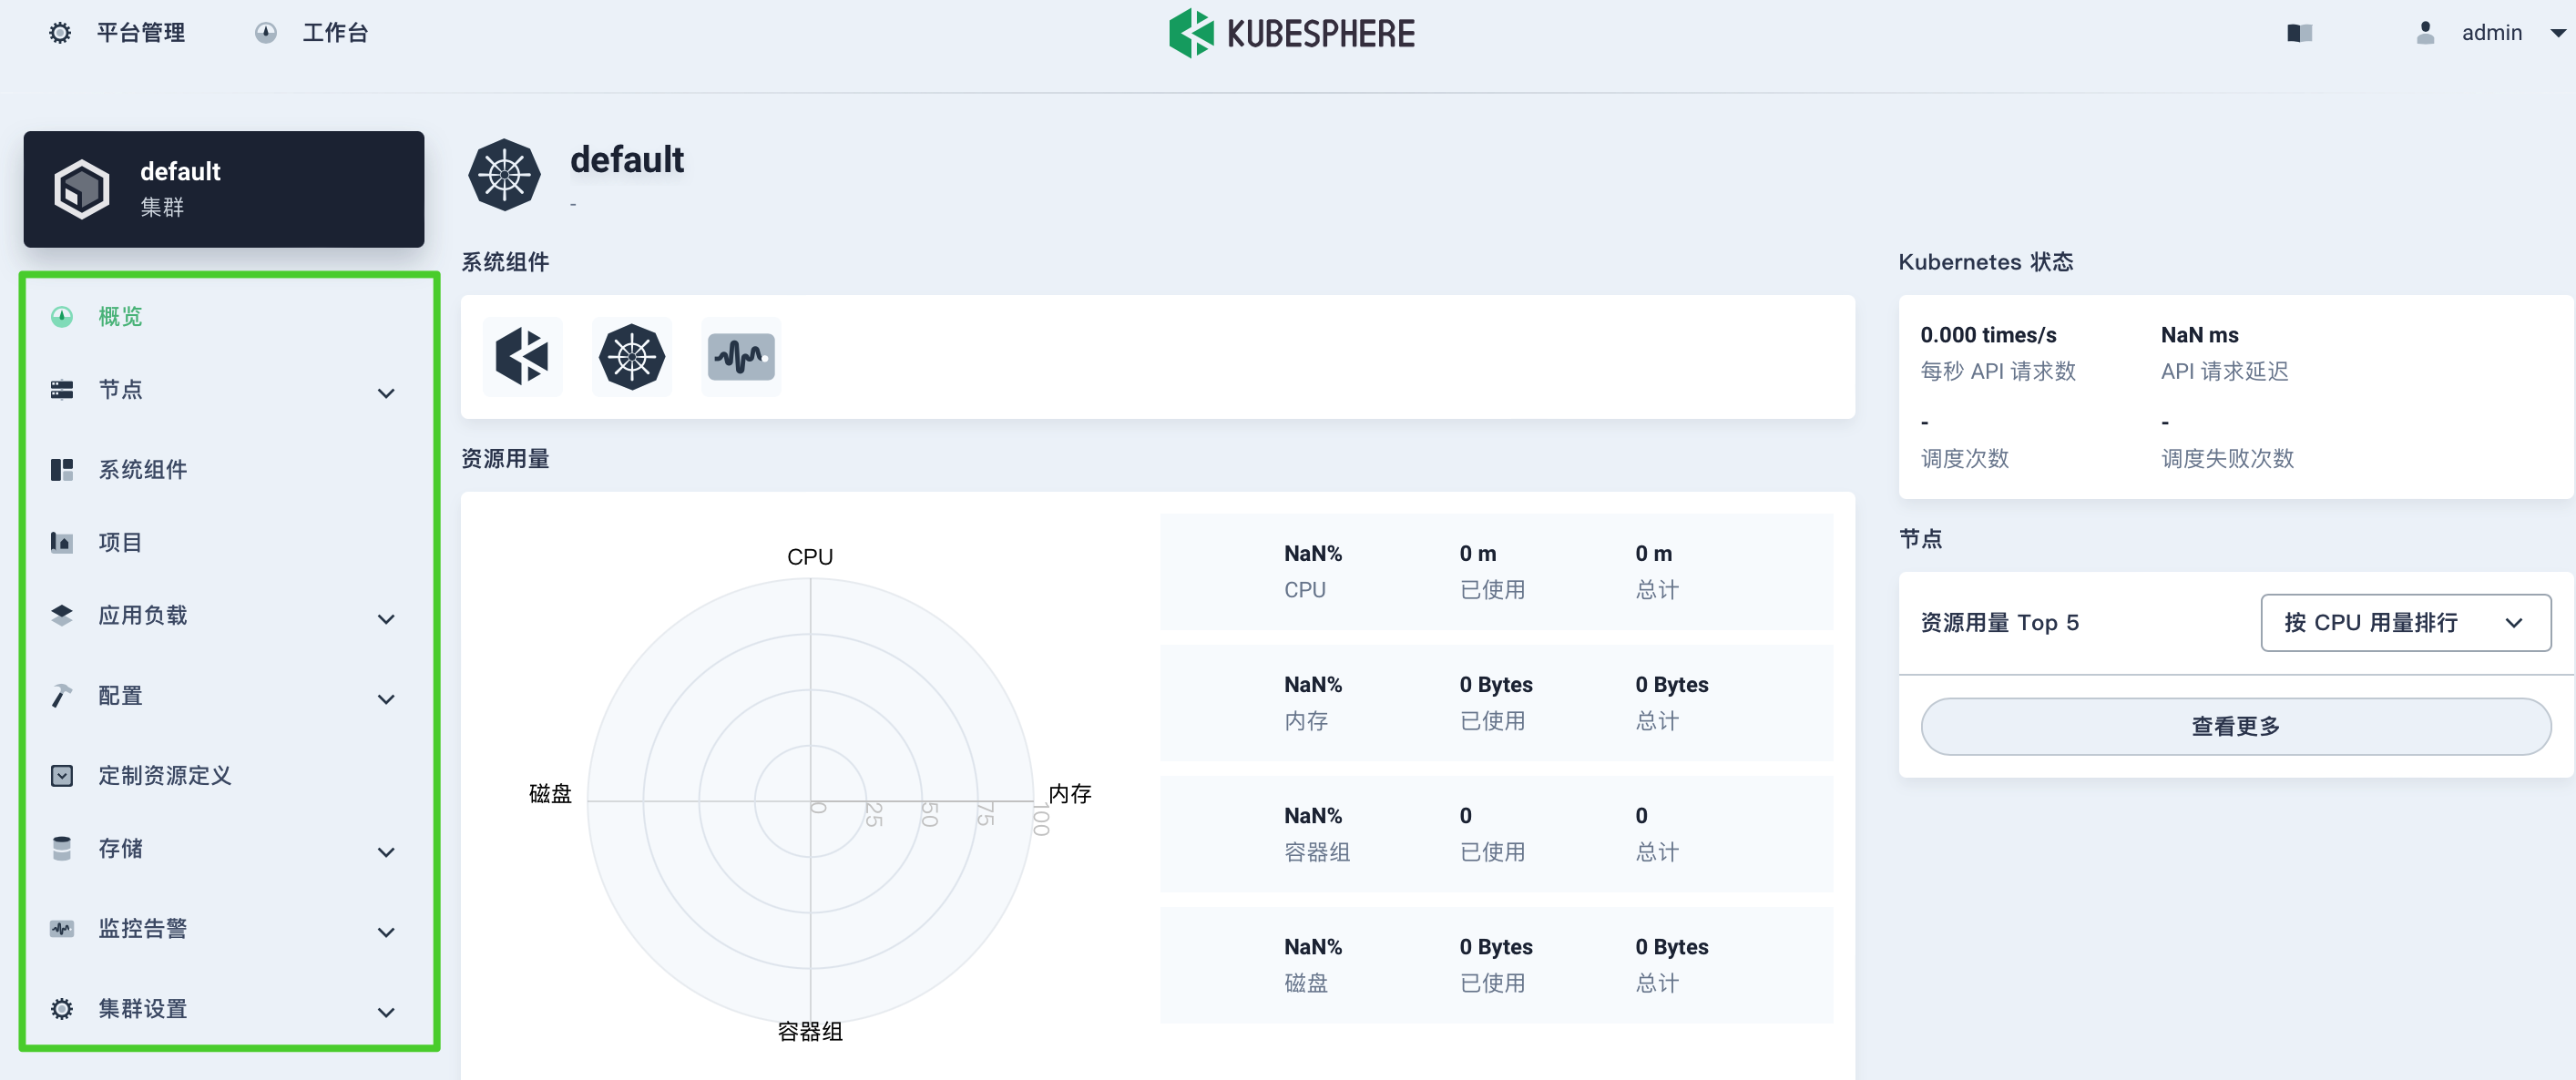 平台管理
工作台
KUBESPHERE
admin
default
集群
概览
节点
系统组件
项目
应用负载
配置
定制资源定义
存储
监控告警
集群设置
default
-
系统组件
资源用量
CPU
内存
容器组
磁盘
0
25
50
75
100
NaN% 0 m 0 m
CPU 已使用 总计
NaN% 0 Bytes 0 Bytes
内存 已使用 总计
NaN% 0 0
容器组 已使用 总计
NaN% 0 Bytes 0 Bytes
磁盘 已使用 总计
Kubernetes 状态
0.000 times/s NaN ms
每秒 API 请求数 API 请求延迟
- -
调度次数 调度失败次数
节点
资源用量 Top 5
按 CPU 用量排行
查看更多